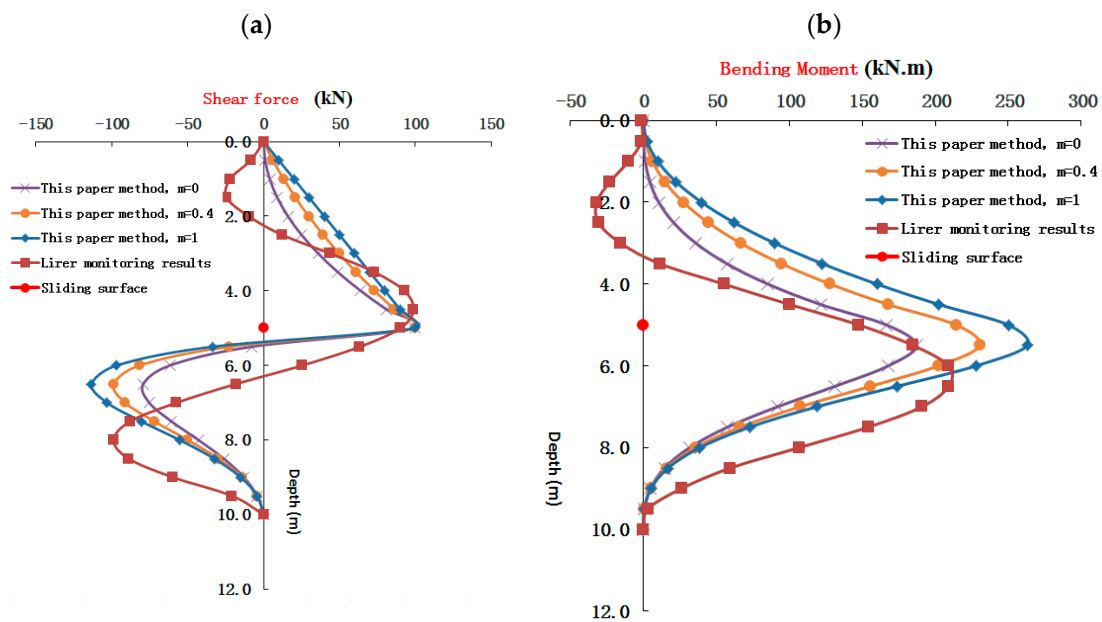 (a)
Shear force (kN)
−150 −100 −50 0 50 100 150
0.0
2.0
4.0
6.0
8.0
10.0
12.0
Depth (m)
This paper method, m=0
This paper method, m=0.4
This paper method, m=1
Lirer monitoring results
Sliding surface
(b)
Bending Moment (kN.m)
−50 0 50 100 150 200 250 300
0.0
2.0
4.0
6.0
8.0
10.0
12.0
Depth (m)
This paper method, m=0
This paper method, m=0.4
This paper method, m=1
Lirer monitoring results
Sliding surface